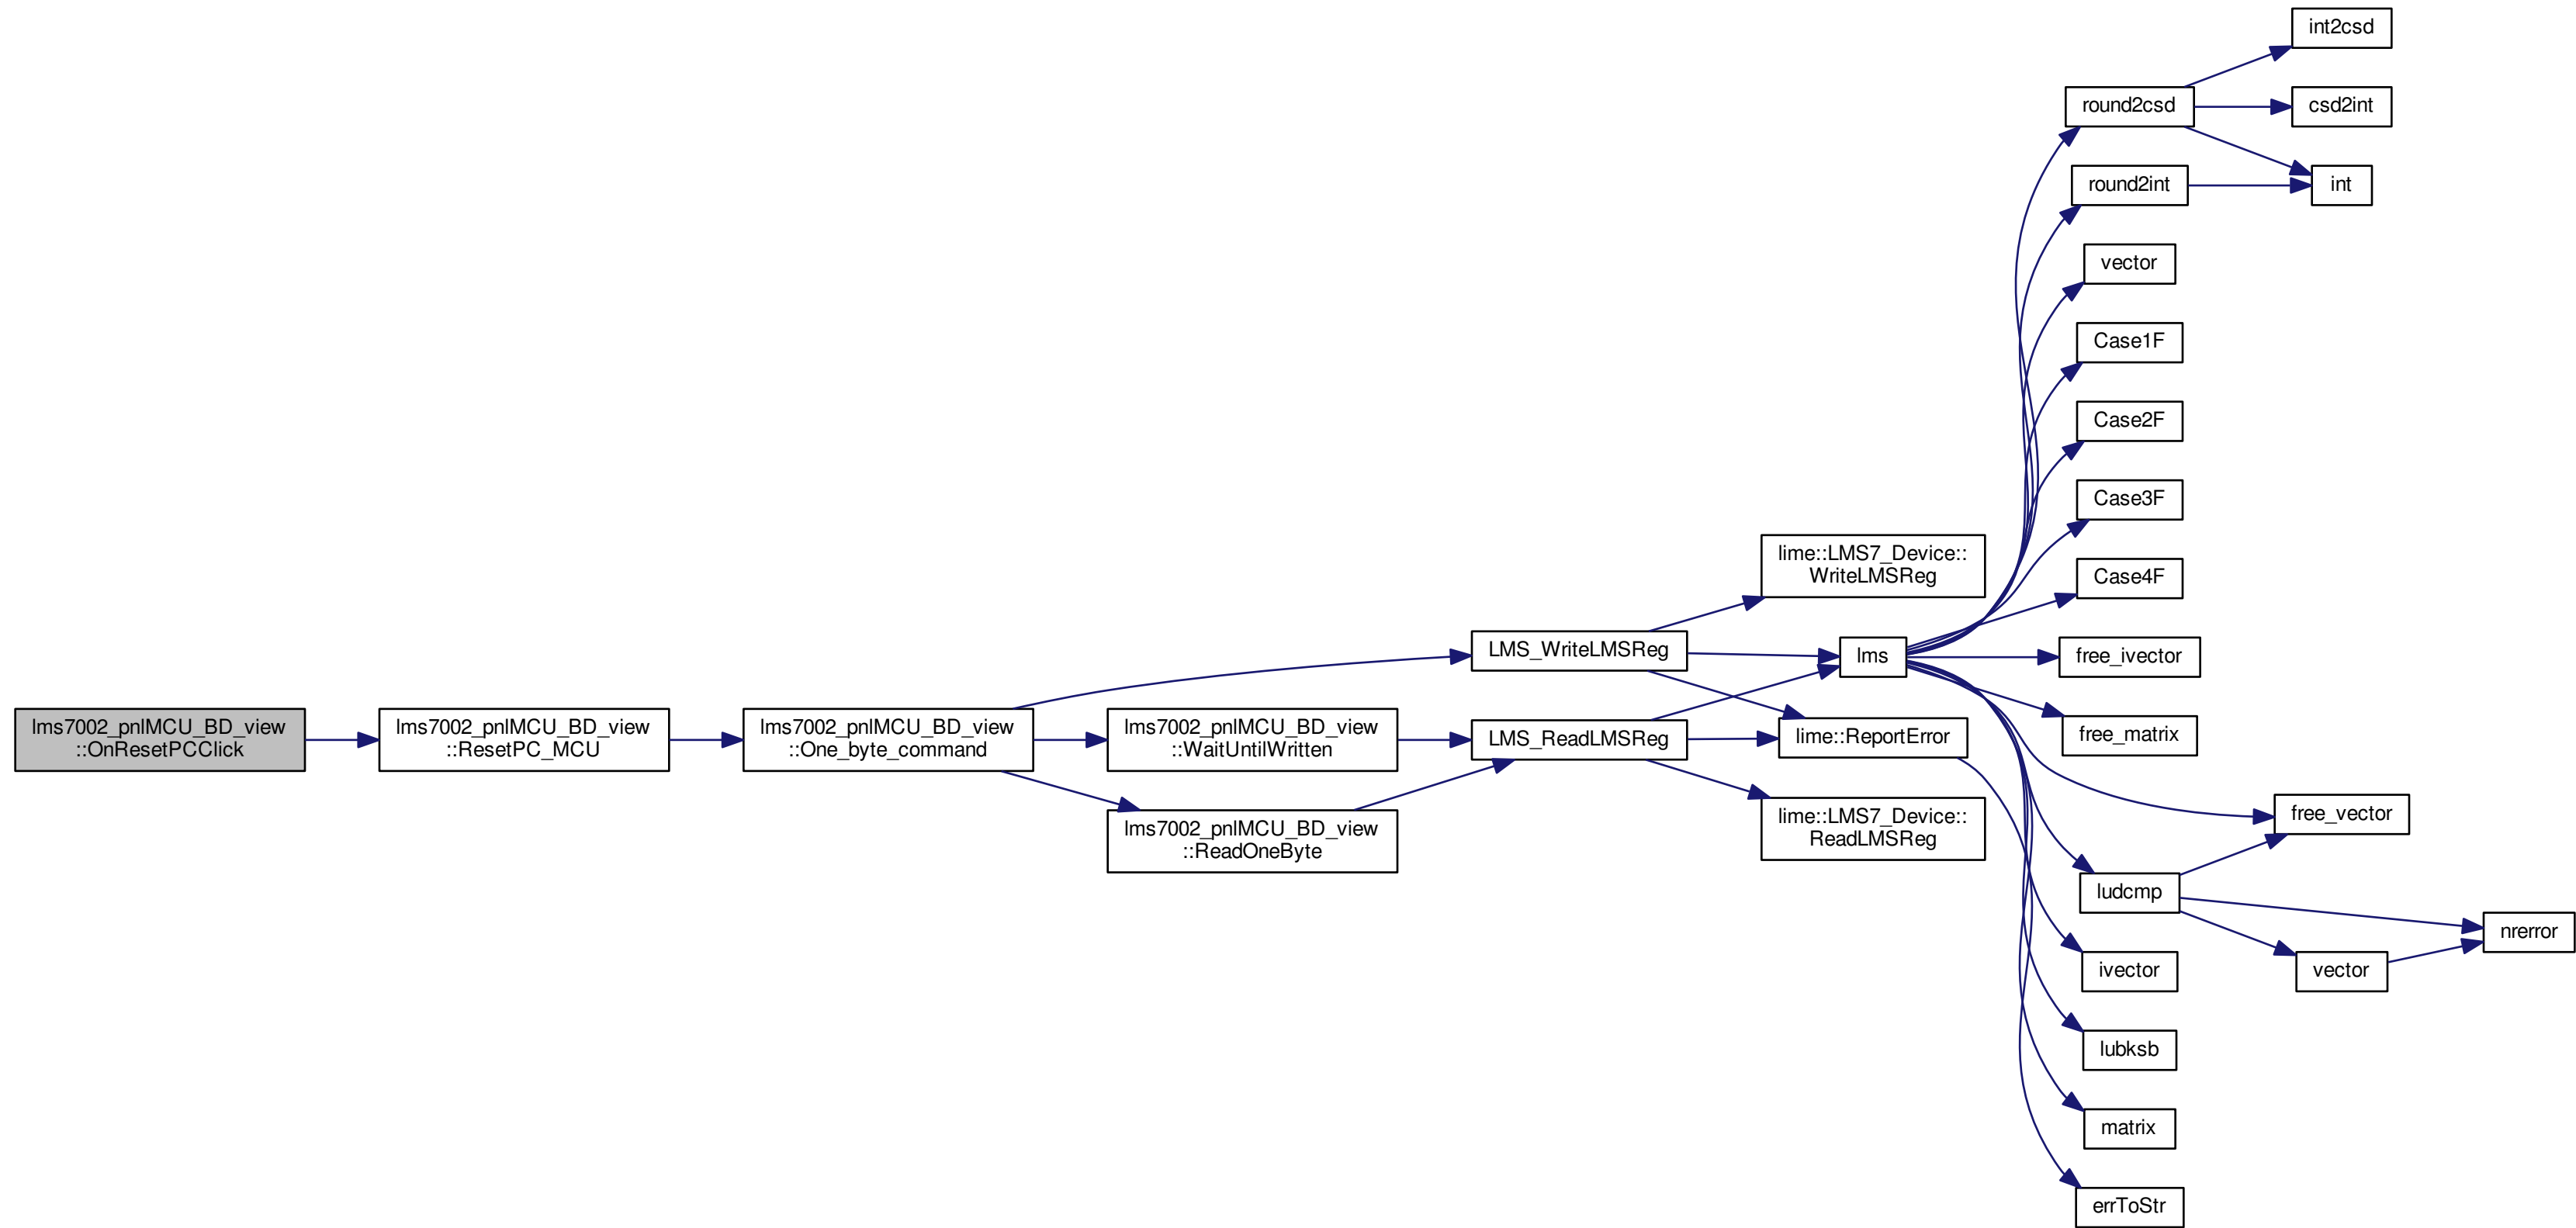 int2csd
round2csd
csd2int
round2int
int
vector
Case1F
Case2F
Case3F
lime::LMS7_Device::
WriteLMSReg
Case4F
LMS_WriteLMSReg
lms
free_ivector
lms7002_pnlMCU_BD_view
::OnResetPCClick
lms7002_pnlMCU_BD_view
::ResetPC_MCU
lms7002_pnlMCU_BD_view
::One_byte_command
lms7002_pnlMCU_BD_view
::WaitUntilWritten
LMS_ReadLMSReg
lime::ReportError
free_matrix
lms7002_pnlMCU_BD_view
::ReadOneByte
lime::LMS7_Device::
ReadLMSReg
free_vector
ludcmp
nrerror
ivector
vector
lubksb
matrix
errToStr